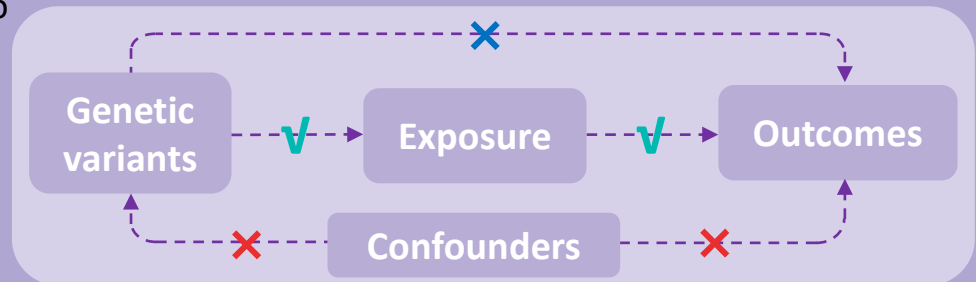 Genetic
variants
Exposure
Outcomes
Confounders